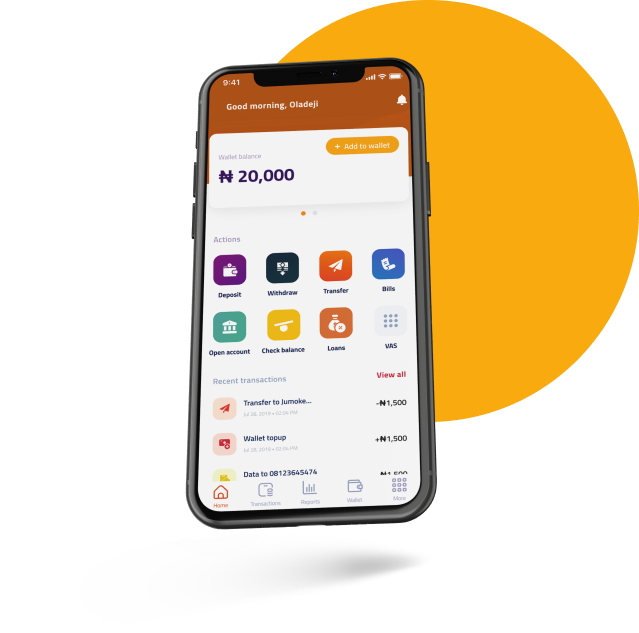 9:41
Good morning, Oladeji
Wallet balance
+ Add to wallet
₦ 20,000
Actions
Deposit
Withdraw
Transfer
Bills
Open account
Check balance
Loans
VAS
Recent transactions
View all
Transfer to Jumoke...
-₦1,500
Jul 28, 2019 • 02:04 PM
Wallet topup
+₦1,500
Jul 28, 2019 • 02:04 PM
Data to 08123645474
₦1,500
Home
Transactions
Reports
Wallet
More